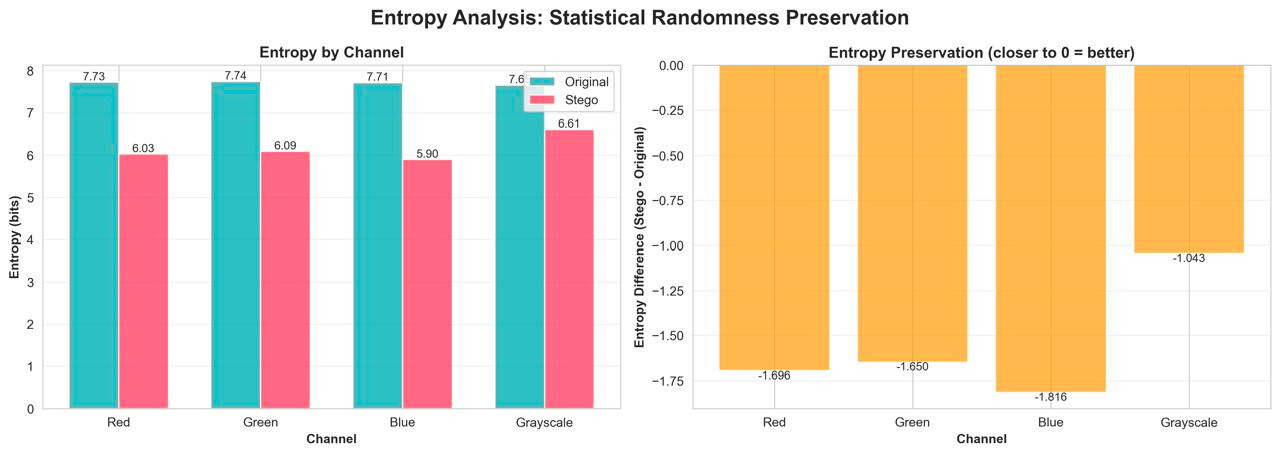 Entropy Analysis: Statistical Randomness Preservation
Entropy by Channel
Entropy (bits)
8
7
6
5
4
3
2
1
0
7.73
6.03
7.74
6.09
7.71
5.90
7.6
6.61
Original
Stego
Red
Green
Blue
Grayscale
Channel
Entropy Preservation (closer to 0 = better)
Entropy Difference (Stego - Original)
0.00
−0.25
−0.50
−0.75
−1.00
−1.25
−1.50
−1.75
-1.696
-1.650
-1.816
-1.043
Red
Green
Blue
Grayscale
Channel